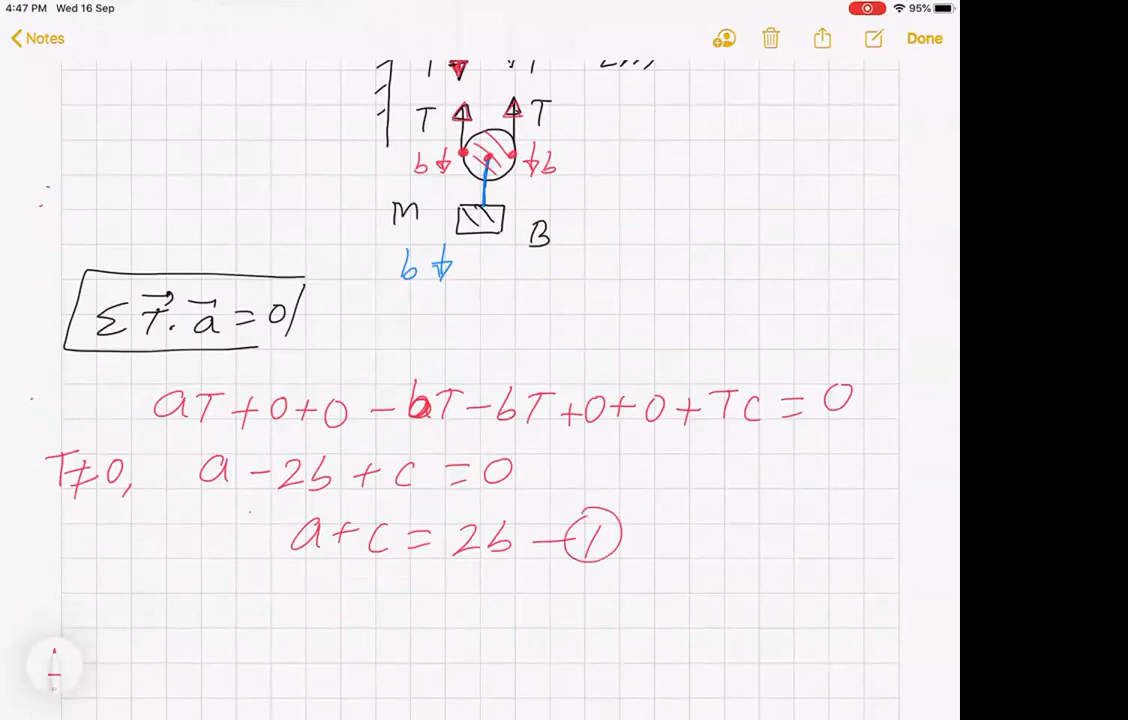 4:47 PM Wed 16 Sep 95%
Notes Done
T T
b b
M B
b
Σ T⃗. a⃗ = 0
aT + 0 + 0 - bT - bT + 0 + 0 + TC = 0
T≠0, a - 2b + c = 0
a + c = 2b - ①